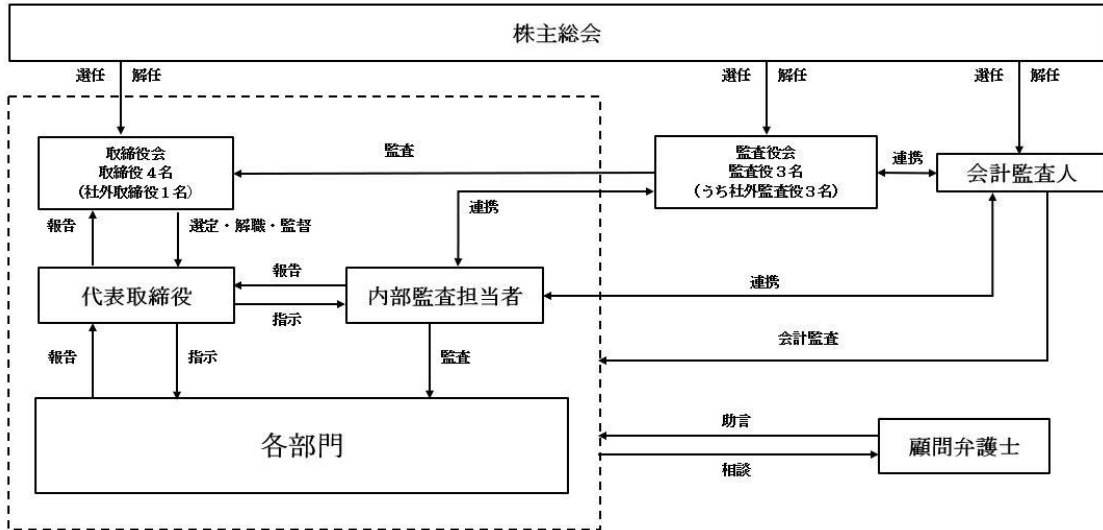 株主総会
選任
解任
選任
解任
選任
解任
取締役会
取締役４名
(社外取締役１名)
監査
監査役会
監査役３名
(うち社外監査役３名)
連携
会計監査人
報告
選定・解職・監督
連携
代表取締役
報告
指示
内部監査担当者
連携
報告
指示
監査
会計監査
各部門
助言
相談
顧問弁護士